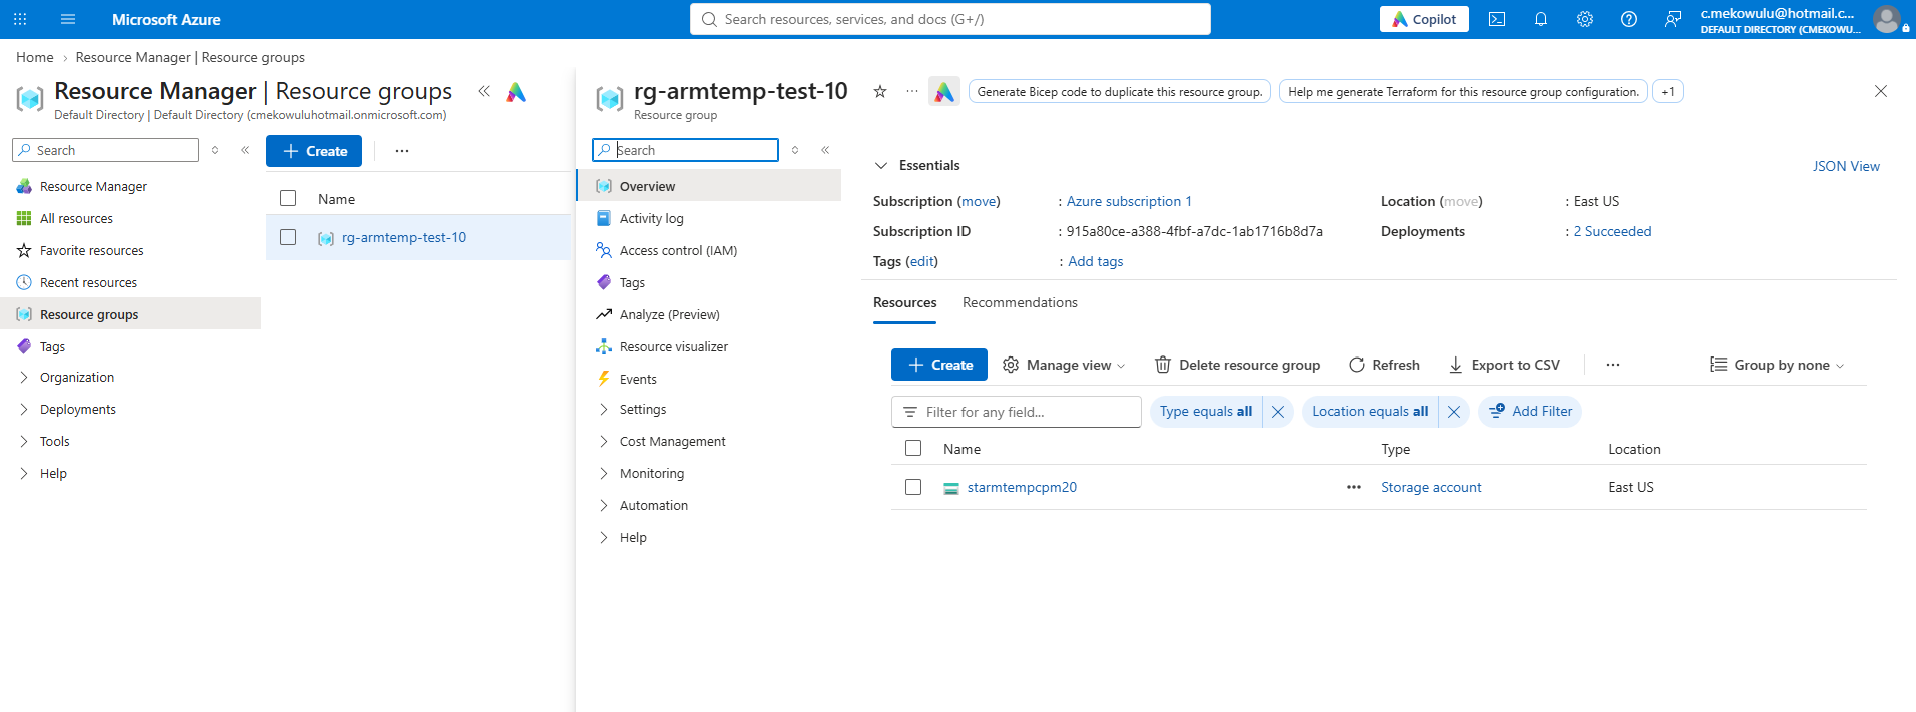 Microsoft Azure
Search resources, services, and docs (G+/)
Copilot
c.mekowulu@hotmail.c...
DEFAULT DIRECTORY (CMEKOWU...
Home > Resource Manager | Resource groups
Resource Manager | Resource groups
Default Directory | Default Directory (cmekowuluhotmail.onmicrosoft.com)
Search
Resource Manager
All resources
Favorite resources
Recent resources
Resource groups
Tags
Organization
Deployments
Tools
Help
Create
Name
rg-armtemp-test-10
rg-armtemp-test-10
Resource group
Generate Bicep code to duplicate this resource group.
Help me generate Terraform for this resource group configuration.
+1
Search
Overview
Activity log
Access control (IAM)
Tags
Analyze (Preview)
Resource visualizer
Events
Settings
Cost Management
Monitoring
Automation
Help
Essentials
JSON View
Subscription (move) : Azure subscription 1
Location (move) : East US
Subscription ID : 915a80ce-a388-4fbf-a7dc-1ab1716b8d7a
Deployments : 2 Succeeded
Tags (edit) : Add tags
Resources Recommendations
Create Manage view Delete resource group Refresh Export to CSV ... Group by none
Filter for any field... Type equals all Location equals all Add Filter
Name Type Location
starmtempcpm20 ... Storage account East US